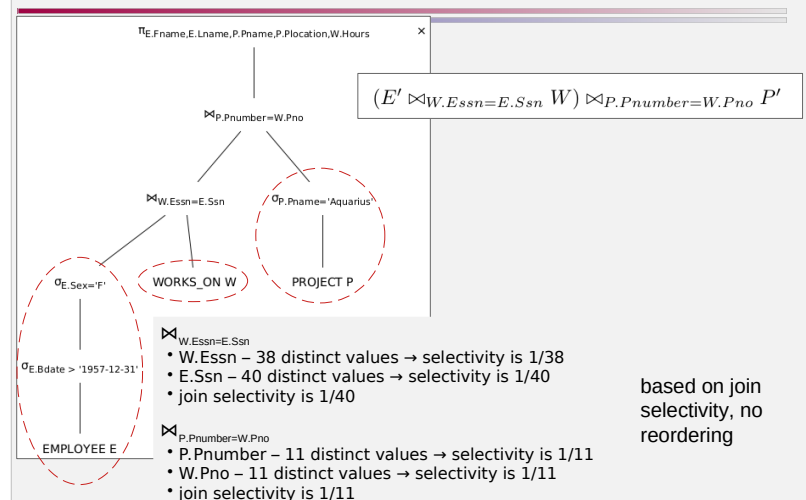 πE.Fname,E.Lname,P.Pname,P.Plocation,W.Hours
×
(E′ ⋈W.Essn=E.Ssn W) ⋈P.Pnumber=W.Pno P′
⋈P.Pnumber=W.Pno
⋈W.Essn=E.Ssn
σP.Pname='Aquarius'
σE.Sex='F'
WORKS_ON W
PROJECT P
σE.Bdate > '1957-12-31'
EMPLOYEE E
⋈W.Essn=E.Ssn
• W.Essn – 38 distinct values → selectivity is 1/38
• E.Ssn – 40 distinct values → selectivity is 1/40
• join selectivity is 1/40
⋈P.Pnumber=W.Pno
• P.Pnumber – 11 distinct values → selectivity is 1/11
• W.Pno – 11 distinct values → selectivity is 1/11
• join selectivity is 1/11
based on join
selectivity, no
reordering